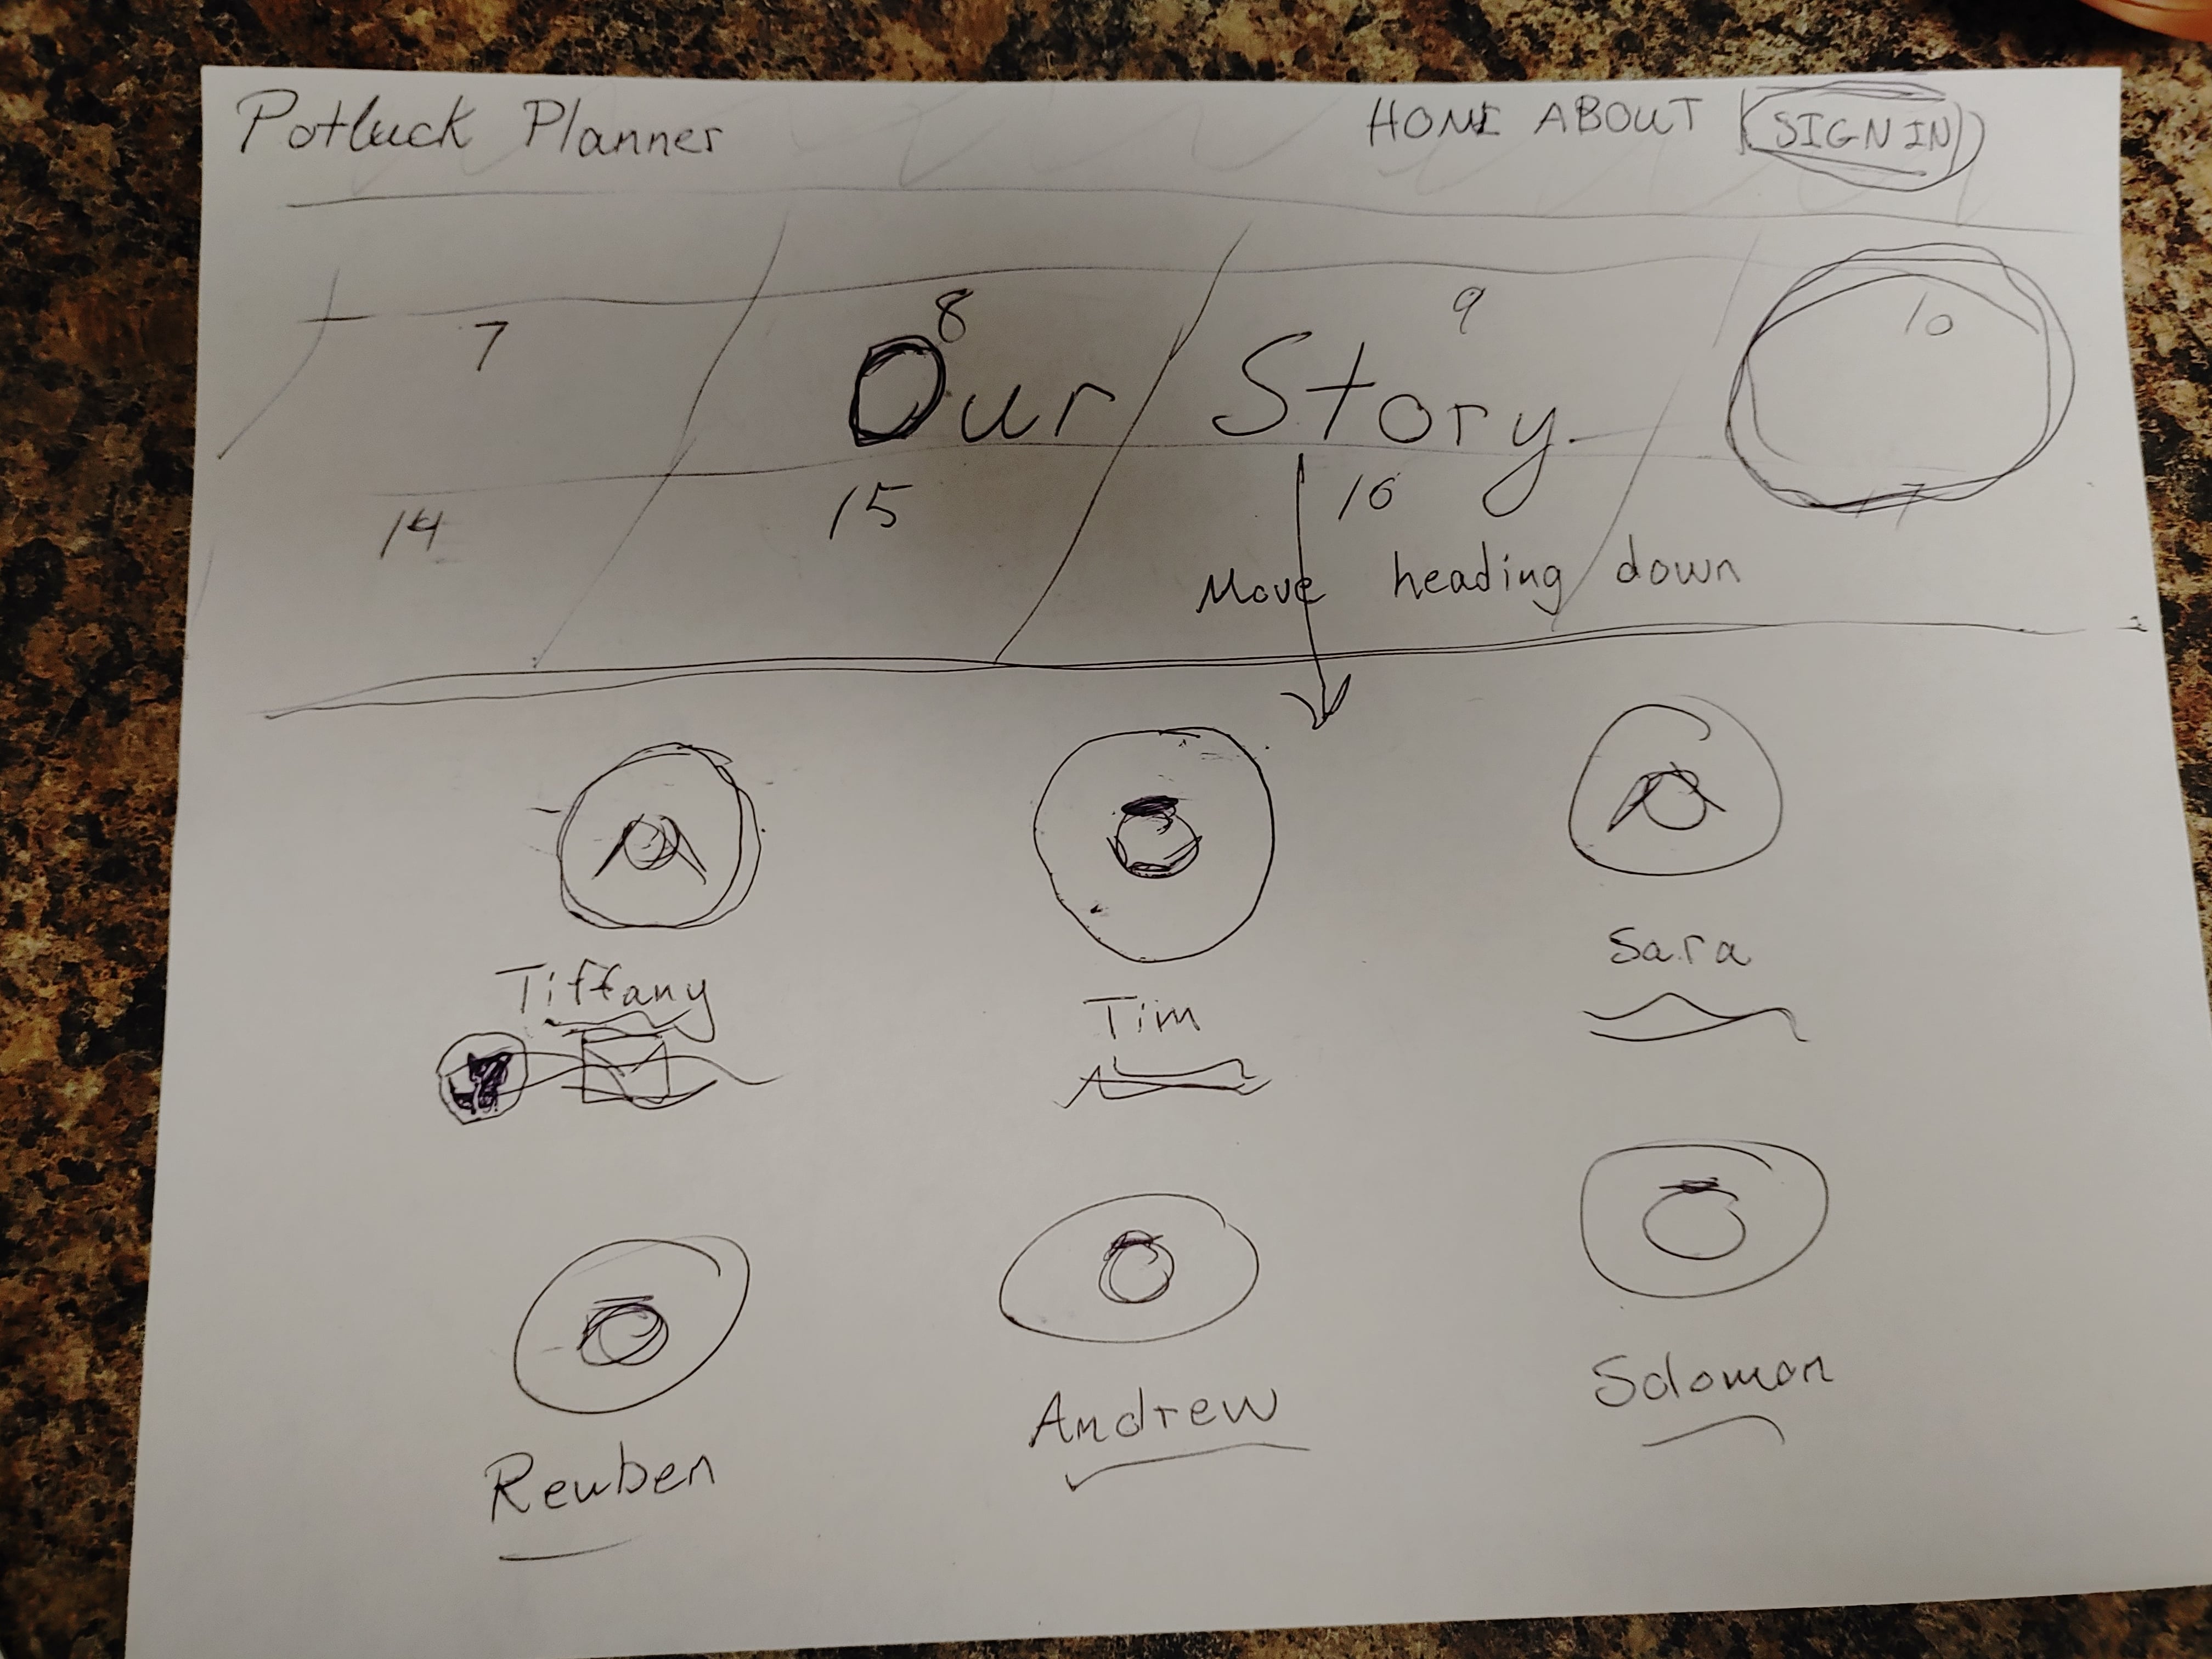 Potluck Planner HOME ABOUT SIGN IN
7 8 9 10
Our Story
14 15 16 17
Move heading down
Tiffany Tim Sara
Reuben Andrew Solomon